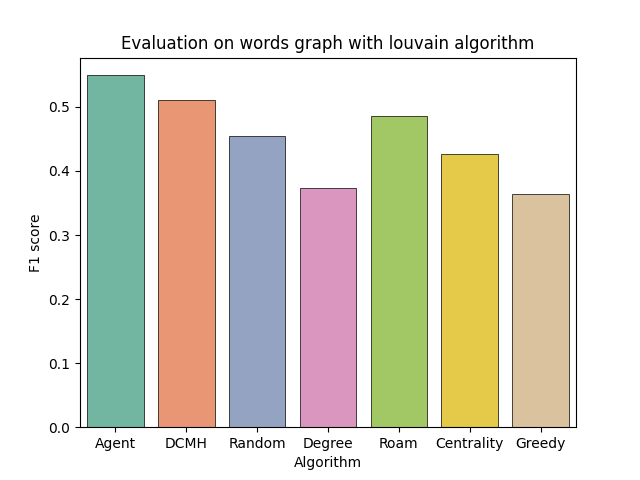 Evaluation on words graph with louvain algorithm
F1 score
0.5
0.4
0.3
0.2
0.1
0.0
Agent DCMH Random Degree Roam Centrality Greedy
Algorithm